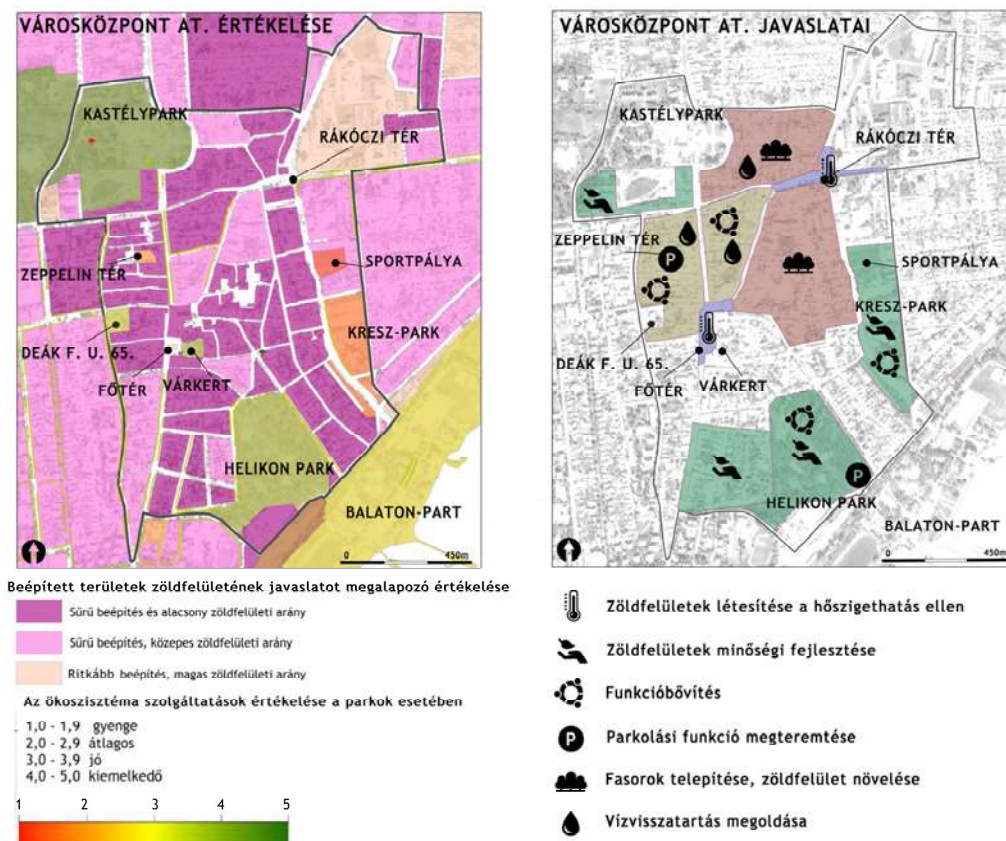 VÁROSKÖZPONT AT. ÉRTÉKELÉSE
KASTÉLYPARK
RÁKÓCZI TÉR
ZEPPELIN TÉR
SPORTPÁLYA
KRESZ-PARK
DEÁK F. U. 65.
FŐTÉR
VÁRKERT
HELIKON PARK
BALATON-PART
0 450m
Beépített területek zöldfelületének javaslatot megalapozó értékelése
Sűrű beépítés és alacsony zöldfelületi arány
Sűrű beépítés, közepes zöldfelületi arány
Ritkább beépítés, magas zöldfelületi arány
Az ökoszisztéma szolgáltatások értékelése a parkok esetében
1,0 - 1,9 gyenge
2,0 - 2,9 átlagos
3,0 - 3,9 jó
4,0 - 5,0 kiemelkedő
1 2 3 4 5
VÁROSKÖZPONT AT. JAVASLATAI
KASTÉLYPARK
RÁKÓCZI TÉR
ZEPPELIN TÉR
P
SPORTPÁLYA
KRESZ-PARK
DEÁK F. U. 65.
FŐTÉR
VÁRKERT
P
HELIKON PARK
BALATON-PART
0 450m
Zöldfelületek létesítése a hőszigethatás ellen
Zöldfelületek minőségi fejlesztése
Funkcióbővítés
P Parkolási funkció megteremtése
Fasorok telepítése, zöldfelület növelése
Vízvisszatartás megoldása